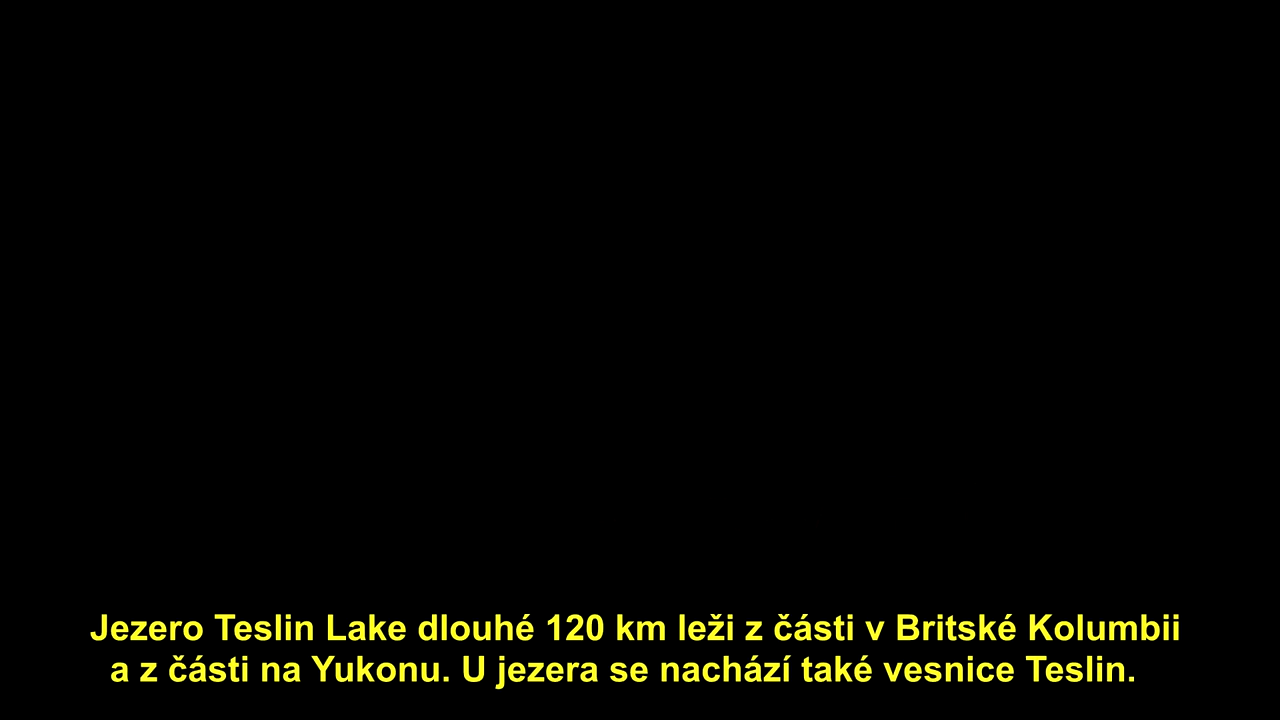 Jezero Teslin Lake dlouhé 120 km leži z části v Britské Kolumbii
a z části na Yukonu. U jezera se nachází také vesnice Teslin.